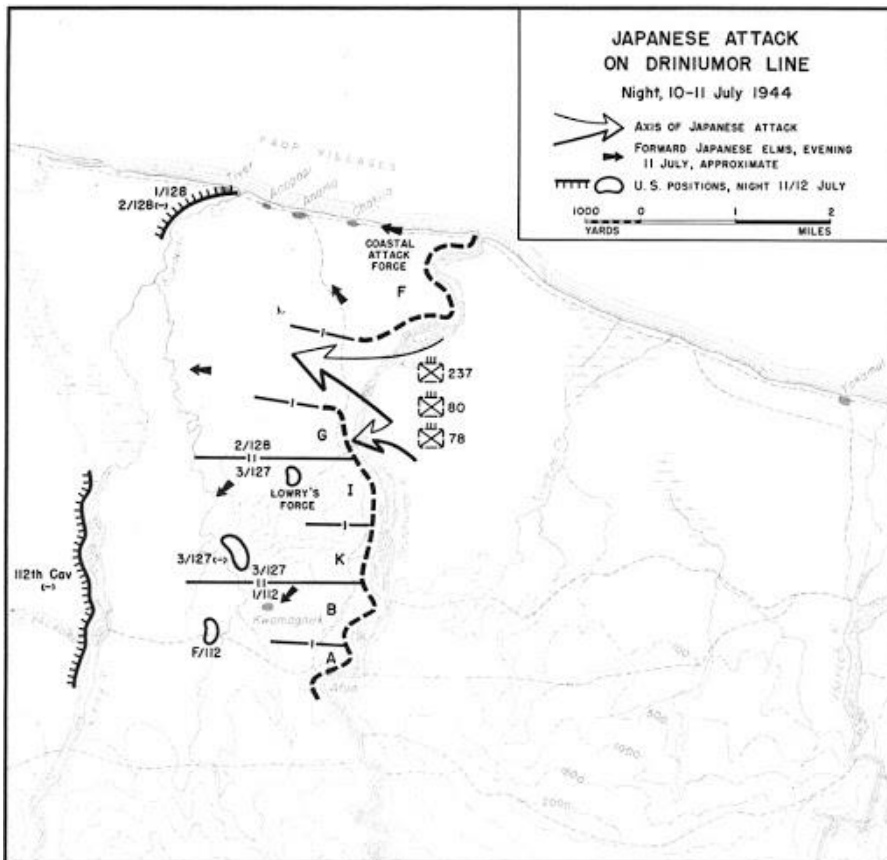 JAPANESE ATTACK
ON DRINIUMOR LINE
Night, 10-11 July 1944
AXIS OF JAPANESE ATTACK
FORWARD JAPANESE ELMS, EVENING
11 JULY, APPROXIMATE
U.S. POSITIONS, NIGHT 11/12 JULY
1000 0 1 2
YARDS MILES
VILLAGES
1/128
2/128(-)
Anamo
Chakila
COASTAL
ATTACK
FORCE
F
237
80
78
G
2/128
3/127
LOWRY'S
FORCE
I
3/127(-)
K
3/127
1/112
112th Cav
(-)
B
F/112
A
Afua
500
1000